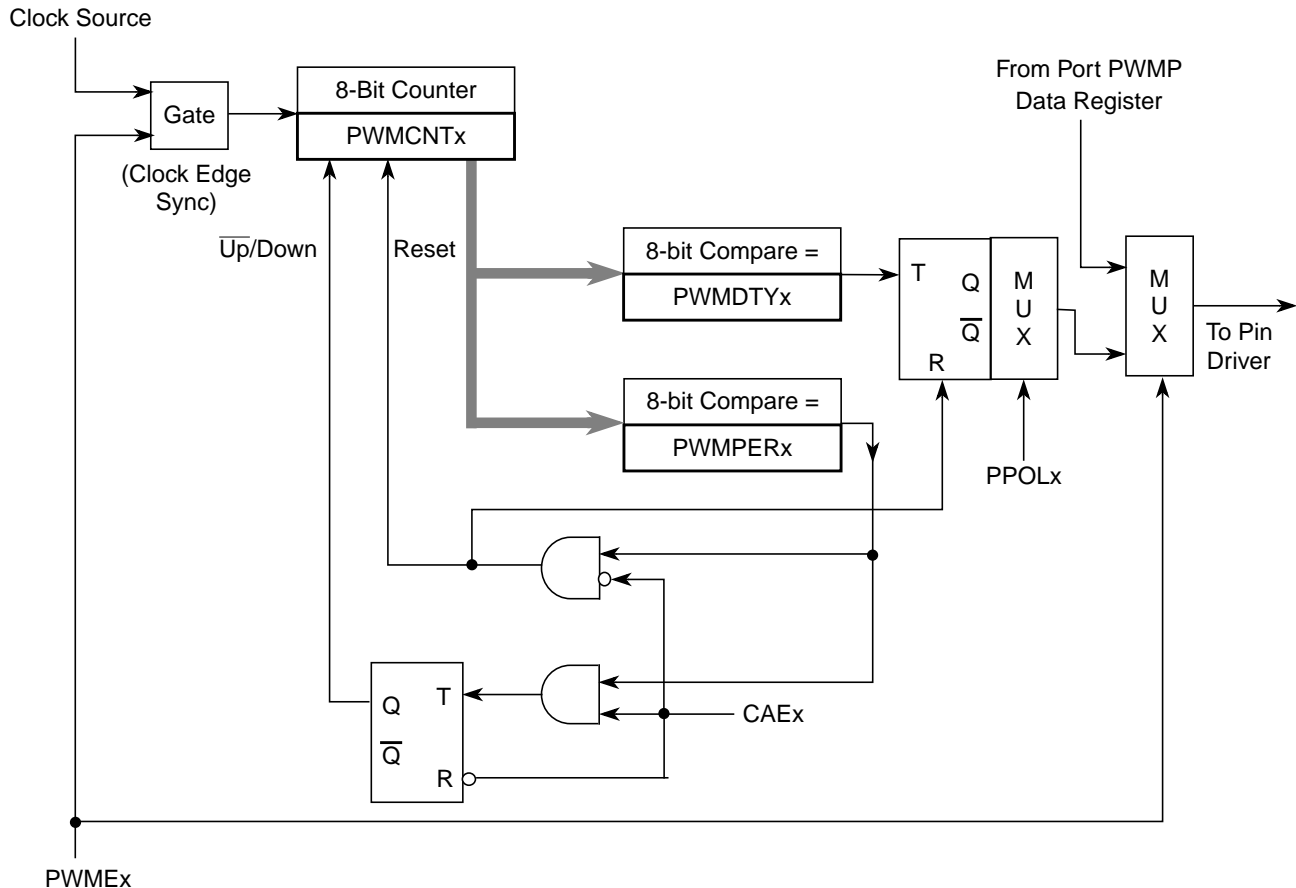 Clock Source
Gate
(Clock Edge
Sync)
8-Bit Counter
PWMCNTx
U̅p̅/Down
Reset
8-bit Compare =
PWMDTYx
8-bit Compare =
PWMPERx
T
Q
Q̅
R
M
U
X
PPOLx
From Port PWMP
Data Register
M
U
X
To Pin
Driver
Q
Q̅
T
R
CAEx
PWMEx